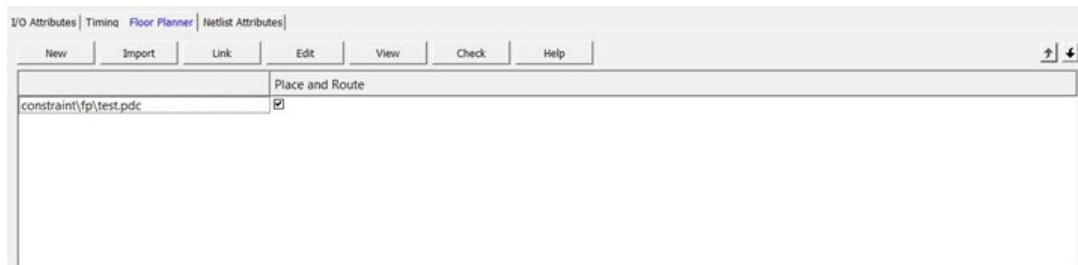 I/O Attributes Timing Floor Planner Netlist Attributes
New Import Link Edit View Check Help
Place and Route
constraint\fp\test.pdc